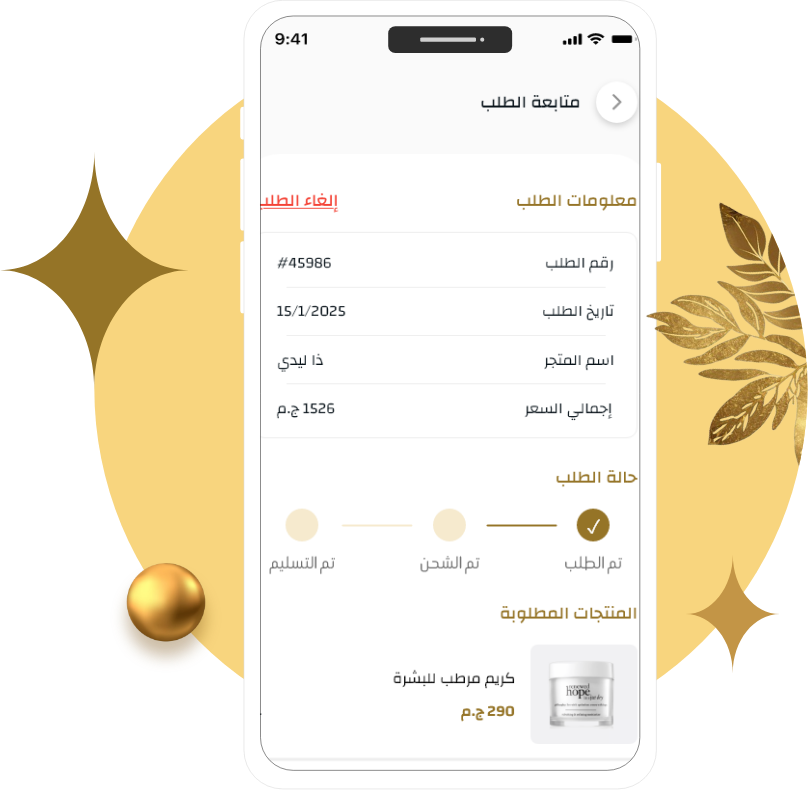 9:41
متابعة الطلب
معلومات الطلب إلغاء الطلب
رقم الطلب #45986
تاريخ الطلب 15/1/2025
اسم المتجر ذا ليدي
إجمالي السعر 1526 ج.م
حالة الطلب
✓
تم الطلب تم الشحن تم التسليم
المنتجات المطلوبة
renewed
hope
in a jar dry
كريم مرطب للبشرة
290 ج.م